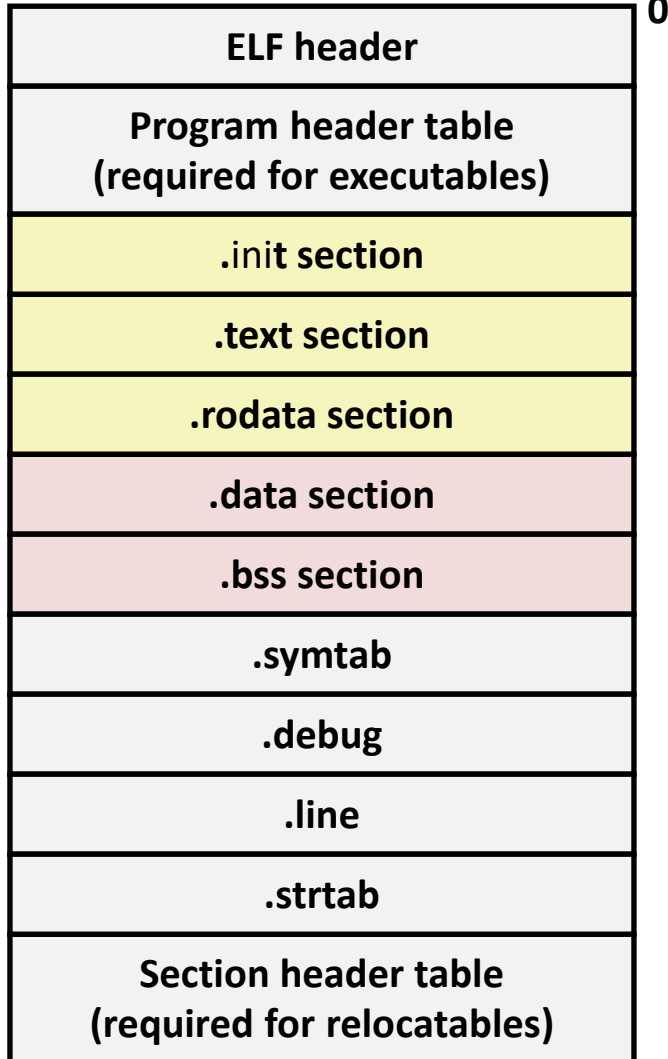 0
ELF header
Program header table
(required for executables)
.init section
.text section
.rodata section
.data section
.bss section
.symtab
.debug
.line
.strtab
Section header table
(required for relocatables)